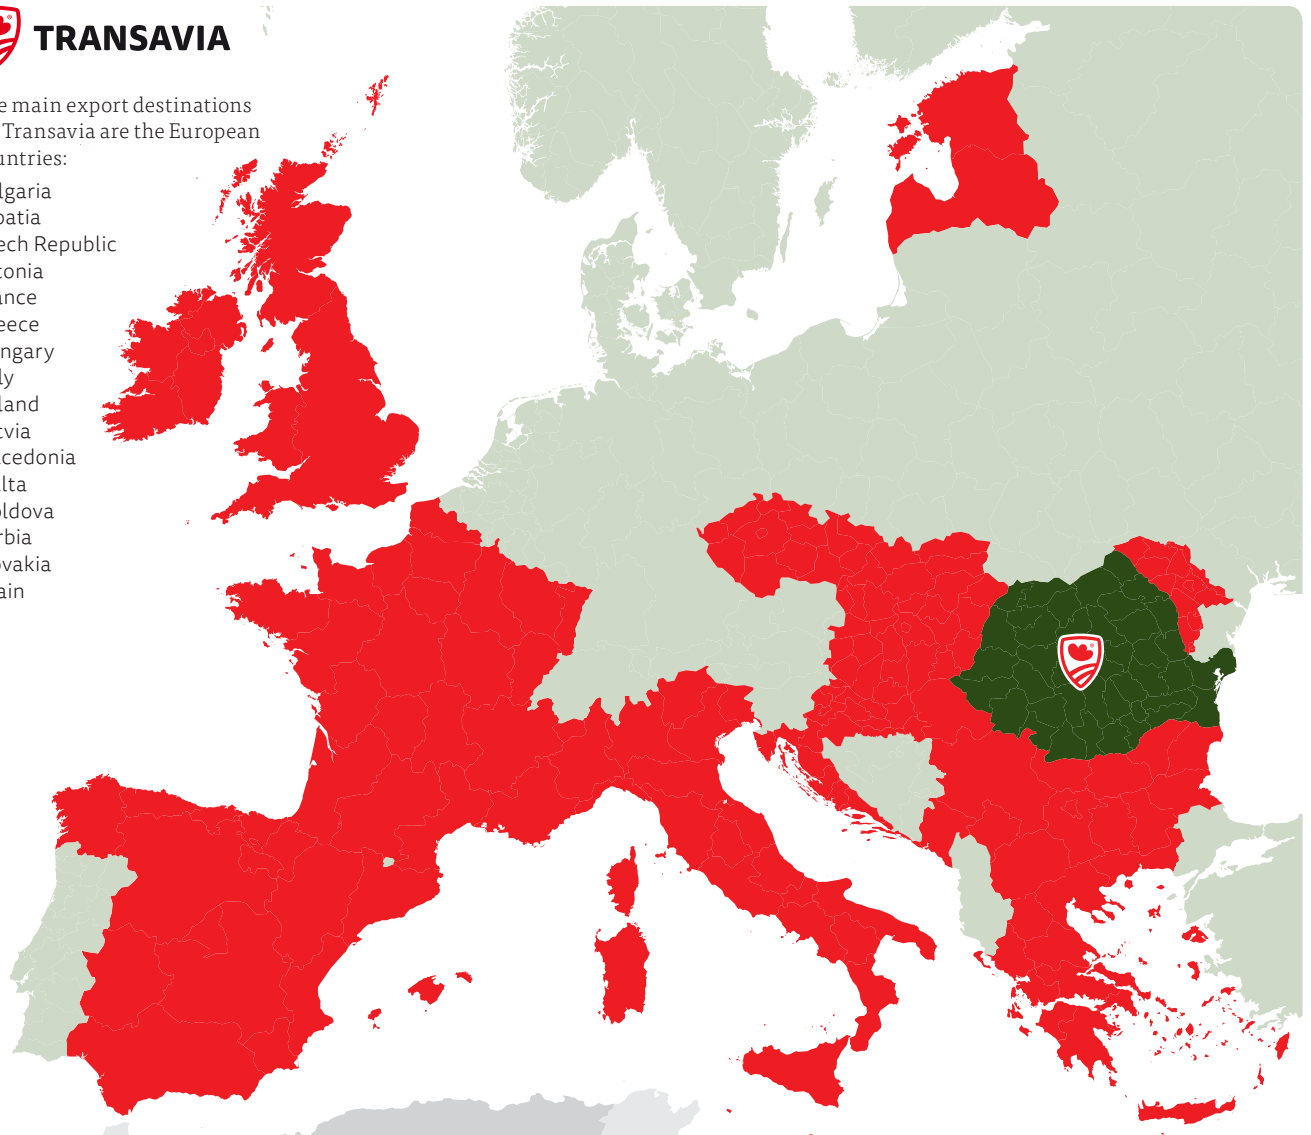 TRANSAVIA
e main export destinations
Transavia are the European
untries:
lgaria
oatia
ech Republic
tonia
ance
eece
ngary
ly
land
tvia
cedonia
lta
oldova
rbia
ovakia
ain